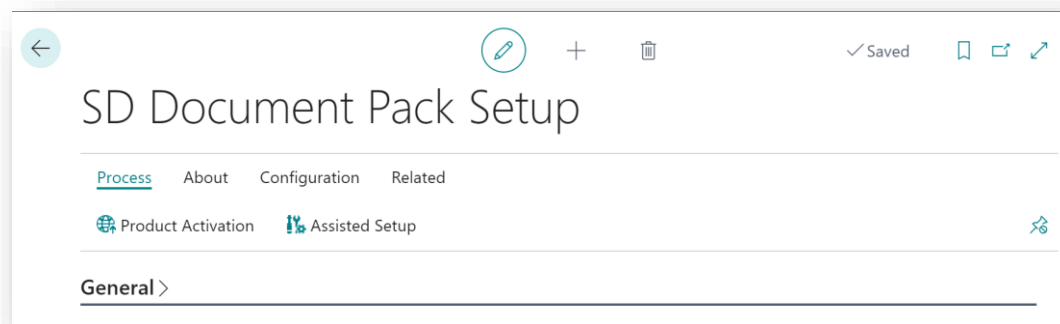 Saved
SD Document Pack Setup
Process About Configuration Related
Product Activation Assisted Setup
General